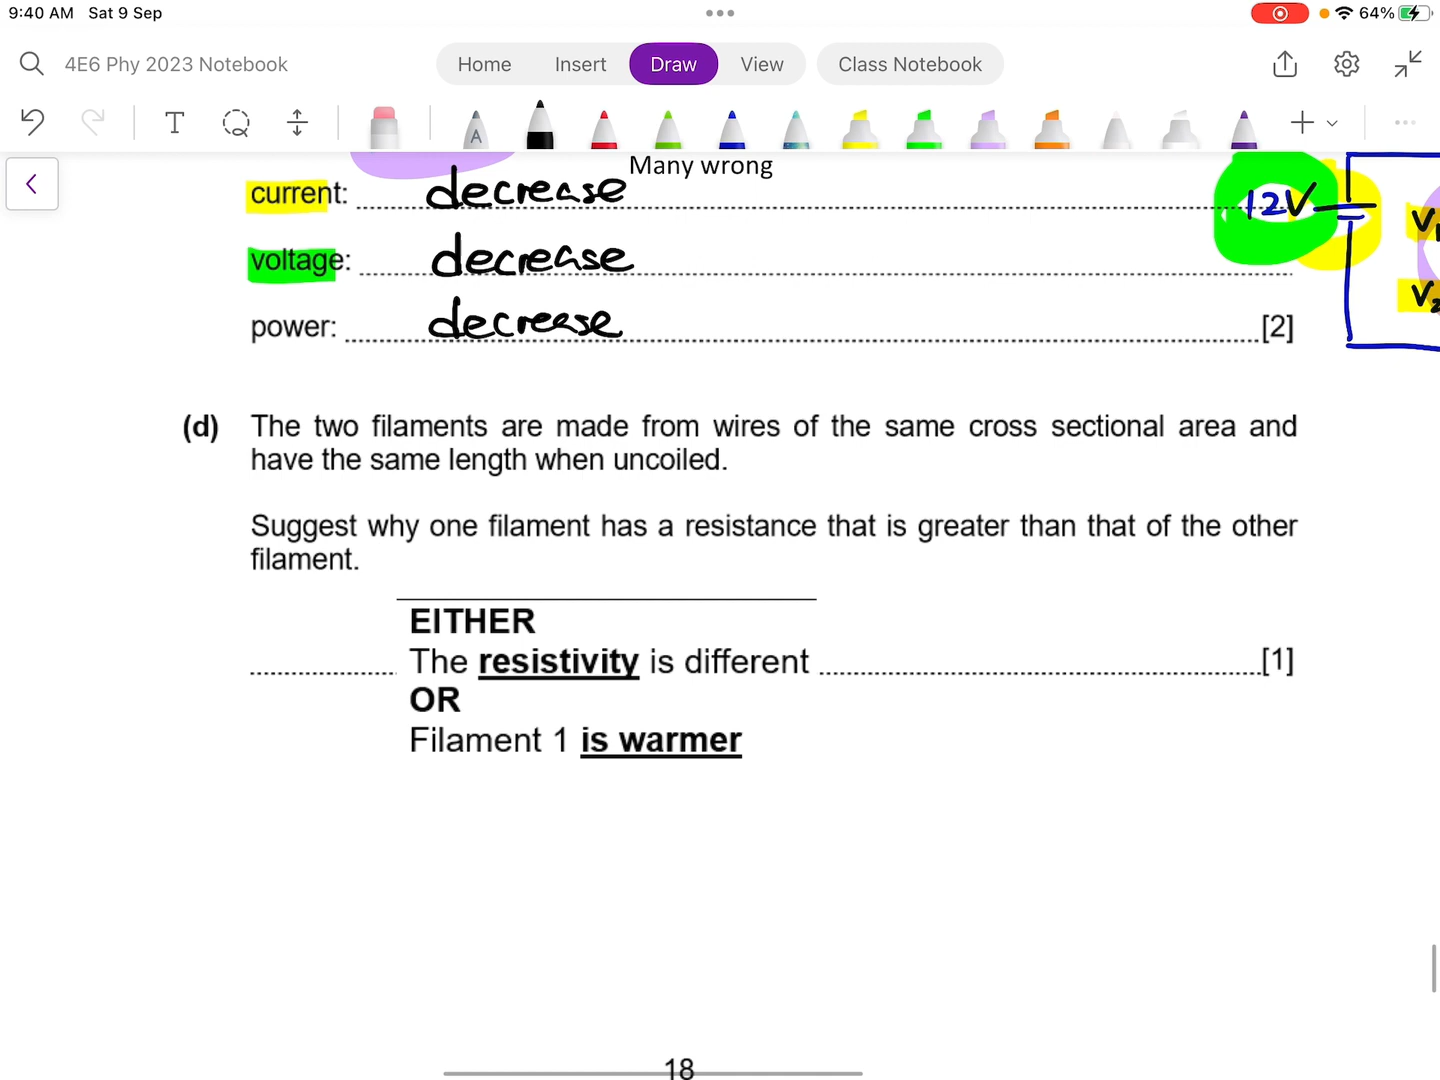 9:40 AM Sat 9 Sep
64%
4E6 Phy 2023 Notebook
Home Insert Draw View Class Notebook
T
A
Many wrong
current: decrease
12V
V1
voltage: decrease
V2
power: decrease [2]
(d) The two filaments are made from wires of the same cross sectional area and
have the same length when uncoiled.
Suggest why one filament has a resistance that is greater than that of the other
filament.
EITHER
The resistivity is different [1]
OR
Filament 1 is warmer
18